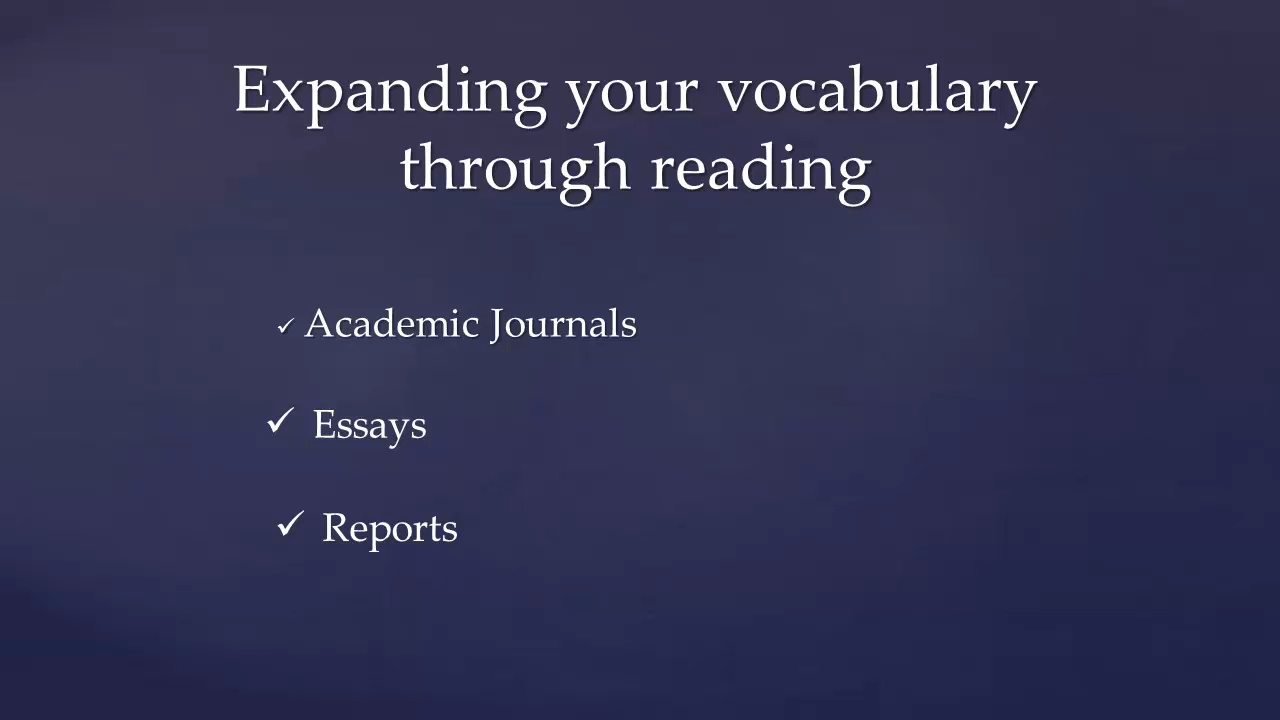 Expanding your vocabulary
through reading
✓ Academic Journals
✓ Essays
✓ Reports